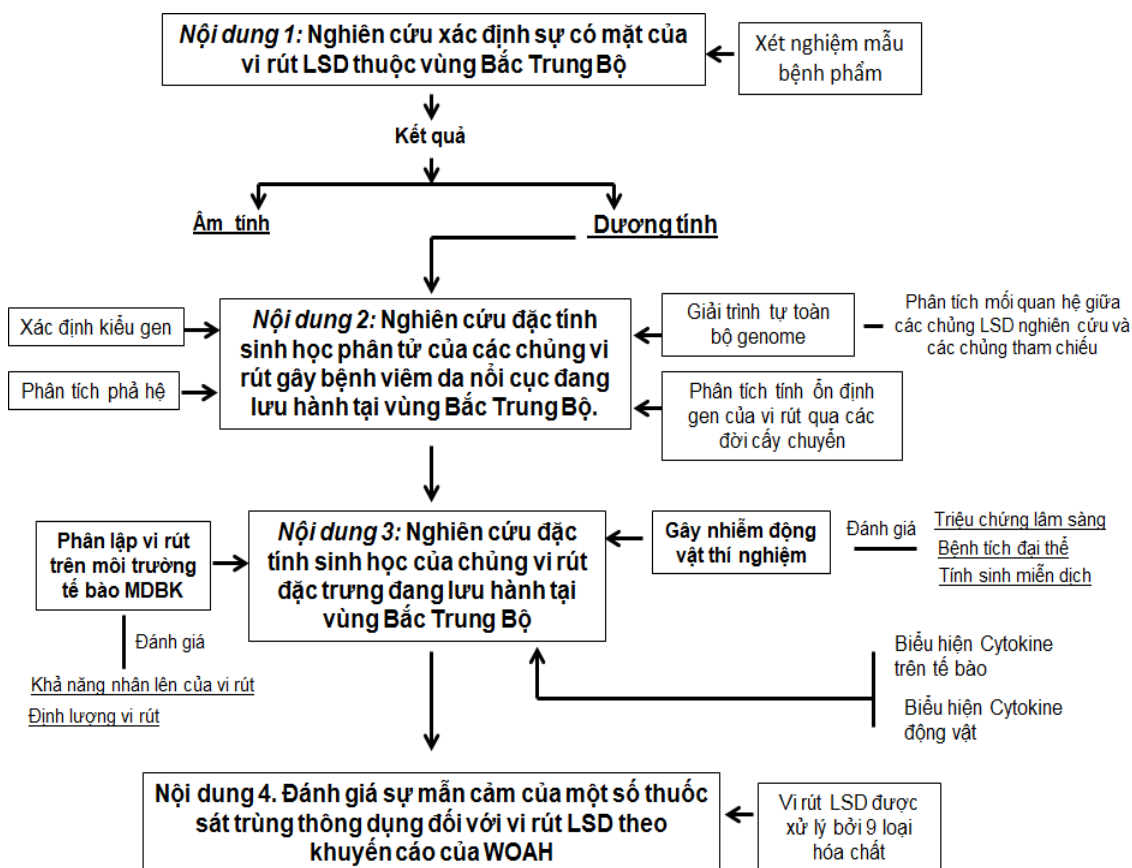 Nội dung 1: Nghiên cứu xác định sự có mặt của
vi rút LSD thuộc vùng Bắc Trung Bộ
Xét nghiệm mẫu
bệnh phẩm
Kết quả
Âm tính
Dương tính
Xác định kiểu gen
Phân tích phả hệ
Nội dung 2: Nghiên cứu đặc tính
sinh học phân tử của các chủng vi
rút gây bệnh viêm da nổi cục đang
lưu hành tại vùng Bắc Trung Bộ.
Giải trình tự toàn
bộ genome
Phân tích mối quan hệ giữa
các chủng LSD nghiên cứu và
các chủng tham chiếu
Phân tích tính ổn định
gen của vi rút qua các
đời cấy chuyển
Phân lập vi rút
trên môi trường
tế bào MDBK
Đánh giá
Khả năng nhân lên của vi rút
Định lượng vi rút
Nội dung 3: Nghiên cứu đặc
tính sinh học của chủng vi rút
đặc trưng đang lưu hành tại
vùng Bắc Trung Bộ
Gây nhiễm động
vật thí nghiệm
Đánh giá
Triệu chứng lâm sàng
Bệnh tích đại thể
Tính sinh miễn dịch
Biểu hiện Cytokine
trên tế bào
Biểu hiện Cytokine
động vật
Nội dung 4. Đánh giá sự mẫn cảm của một số thuốc
sát trùng thông dụng đối với vi rút LSD theo
khuyến cáo của WOAH
Vi rút LSD được
xử lý bởi 9 loại
hóa chất